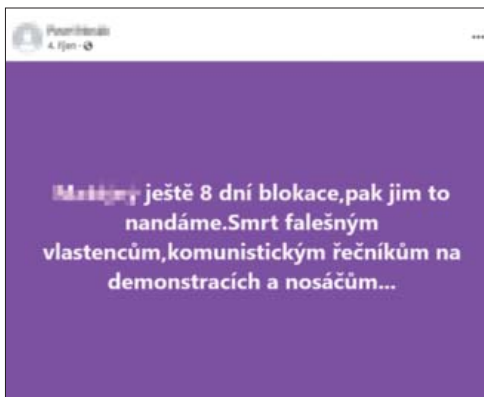 4. říjen ·
ještě 8 dní blokace,pak jim to
nandáme.Smrt falešným
vlastencům,komunistickým řečníkům na
demonstracích a nosáčům...